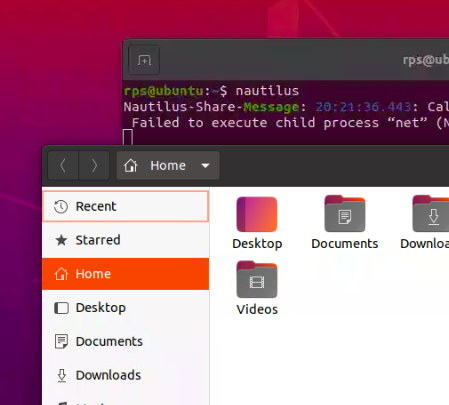 rps@ub
rps@ubuntu:~$ nautilus
Nautilus-Share-Message: 20:21:36.443: Cal
Failed to execute child process “net” (N
Home
Recent
Starred
Home
Desktop
Documents
Downloads
Desktop
Documents
Downloa
Videos